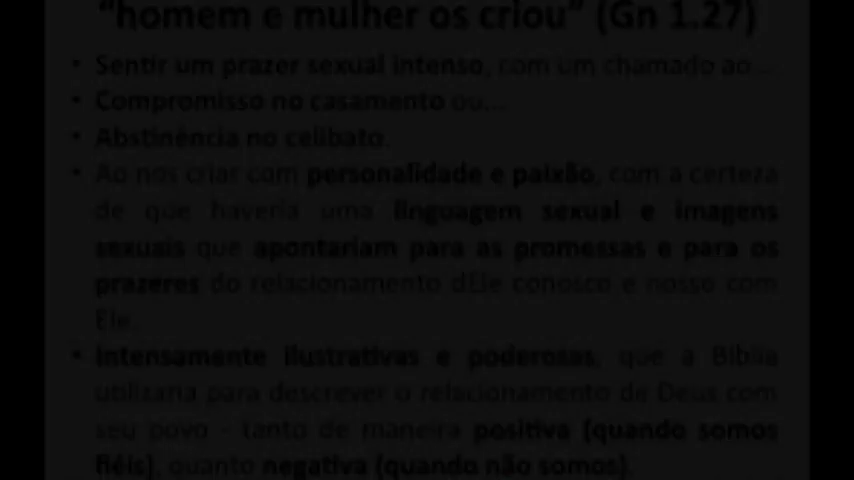 “homem e mulher os criou” (Gn 1.27)
• Sentir um prazer sexual intenso, com um chamado ao...
• Compromisso no casamento ou...
• Abstinência no celibato.
• Ao nos criar com personalidade e paixão, com a certeza
de que haveria uma linguagem sexual e imagens
sexuais que apontariam para as promessas e para os
prazeres do relacionamento dEle conosco e nosso com
Ele.
• Intensamente ilustrativas e poderosas, que a Bíblia
utilizaria para descrever o relacionamento de Deus com
seu povo - tanto de maneira positiva (quando somos
fiéis), quanto negativa (quando não somos).